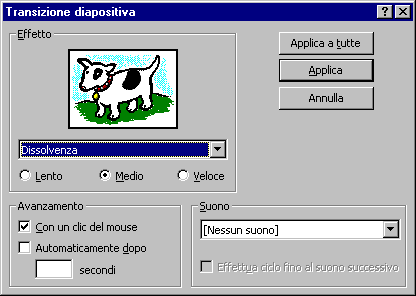 Transizione diapositiva
Effetto
Applica a tutte
Applica
Annulla
Dissolvenza
Lento Medio Veloce
Avanzamento
Con un clic del mouse
Automaticamente dopo
secondi
Suono
[Nessun suono]
Effettua ciclo fino al suono successivo